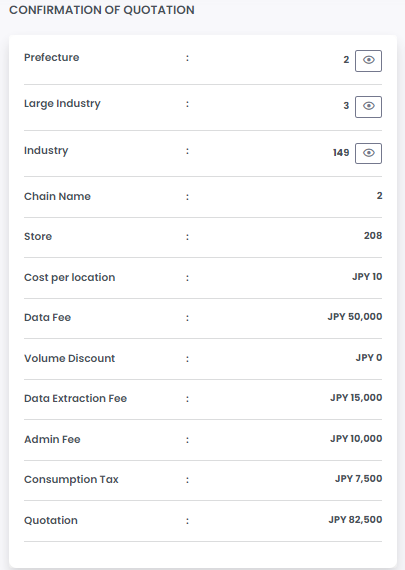 CONFIRMATION OF QUOTATION
Prefecture : 2
Large Industry : 3
Industry : 149
Chain Name : 2
Store : 208
Cost per location : JPY 10
Data Fee : JPY 50,000
Volume Discount : JPY 0
Data Extraction Fee : JPY 15,000
Admin Fee : JPY 10,000
Consumption Tax : JPY 7,500
Quotation : JPY 82,500